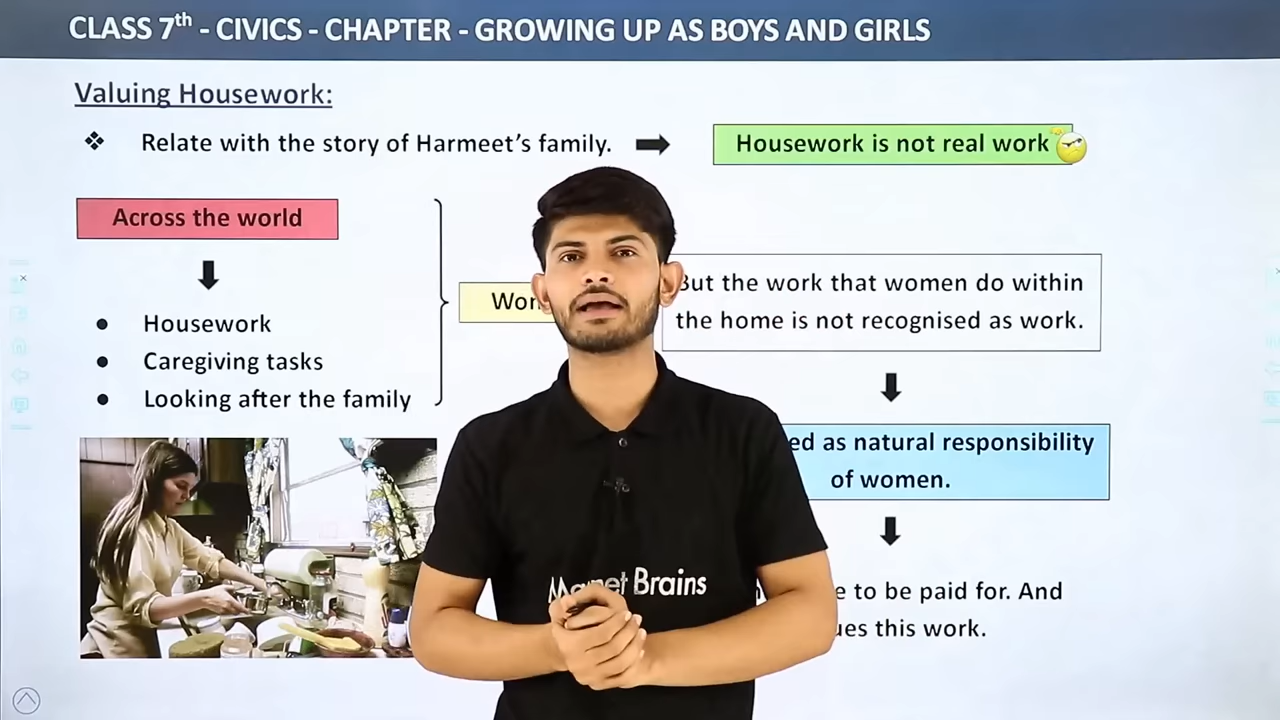 CLASS 7th - CIVICS - CHAPTER - GROWING UP AS BOYS AND GIRLS
Valuing Housework:
❖ Relate with the story of Harmeet's family. ➡ Housework is not real work
Across the world
• Housework
• Caregiving tasks
• Looking after the family
But the work that women do within
the home is not recognised as work.
as natural responsibility
of women.
to be paid for. And
this work.
Brains